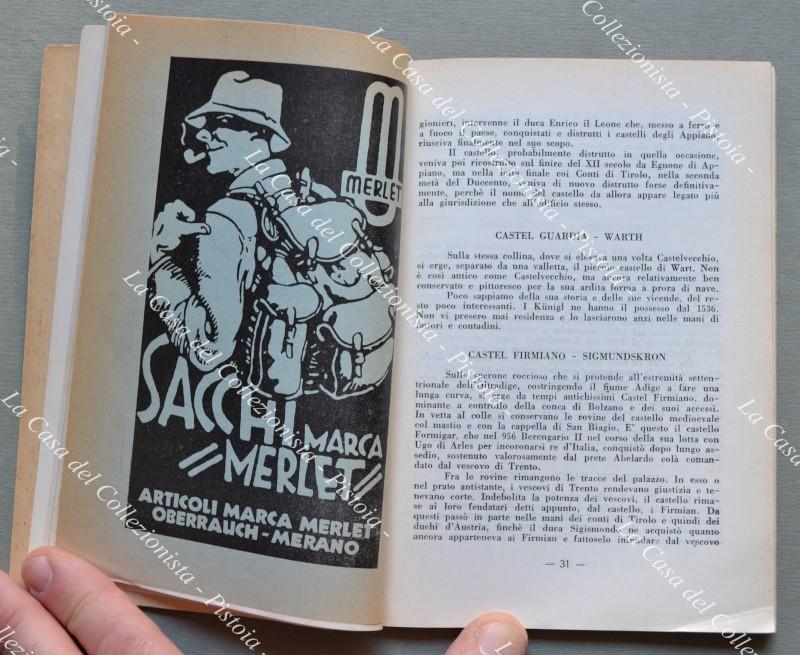 MERLET
SACCHI MARCA
"MERLET"
ARTICOLI MARCA MERLET
OBERRAUCH-MERANO
gionieri, intervenne il duca Enrico il Leone che, messo a ferro e
a fuoco il paese, conquistati e distrutti i castelli degli Appiano,
riusciva finalmente nel suo scopo.
Il castello, probabilmente distrutto in quella occasione,
veniva poi ricostruito sul finire del XII secolo da Egnone di Ap-
piano, ma nella lotta finale coi Conti di Tirolo, nella seconda
metà del Duecento, veniva di nuovo distrutto forse definitiva-
mente, perchè il nome del castello da allora appare legato più
alla giurisdizione che all'edificio stesso.
CASTEL GUARDIA - WARTH
Sulla stessa collina, dove si elevava una volta Castelvecchio,
si erge, separato da una valletta, il piccolo castello di Wart. Non
è così antico come Castelvecchio, ma ancora relativamente ben
conservato e pittoresco per la sua ardita forma a prora di nave.
Poco sappiamo della sua storia e delle sue vicende, del re-
sto poco interessanti. I Künigl ne hanno il possesso dal 1536.
Non vi presero mai residenza e lo lasciarono anzi nelle mani di
fattori e contadini.
CASTEL FIRMIANO - SIGMUNDSKRON
Sullo sperone roccioso che si protende all'estremità setten-
trionale dell'Oltradige, costringendo il fiume Adige a fare una
lunga curva, si erge da tempi antichissimi Castel Firmiano, do-
minante a controllo della conca di Bolzano e dei suoi accessi.
In vetta al colle si conservano le rovine del castello medioevale
col mastio e con la cappella di San Biagio. E' questo il castello
Formigar, che nel 956 Berengario II nel corso della sua lotta con
Ugo di Arles per incoronarsi re d'Italia, conquistò dopo lungo as-
sedio, sostenuto valorosamente dal prete Abelardo colà coman-
dato dal vescovo di Trento.
Fra le rovine rimangono le tracce del palazzo. In esso o
nel prato antistante, i vescovi di Trento rendevano giustizia e te-
nevano corte. Indebolita la potenza dei vescovi, il castello rima-
se ai loro feudatari detti appunto, dal castello, i Firmian. Da
questi passò in parte nelle mani dei conti di Tirolo e quindi dei
duchi d'Austria, finchè il duca Sigismondo, ne acquistò quanto
ancora apparteneva ai Firmian e fattoselo infeudare dal vescovo
— 31 —
La Casa del Collezionista - Pistoia -
La Casa del Collezionista - Pistoia -
La Casa del Collezionista - Pistoia -
La Casa del Collezionista - Pistoia -